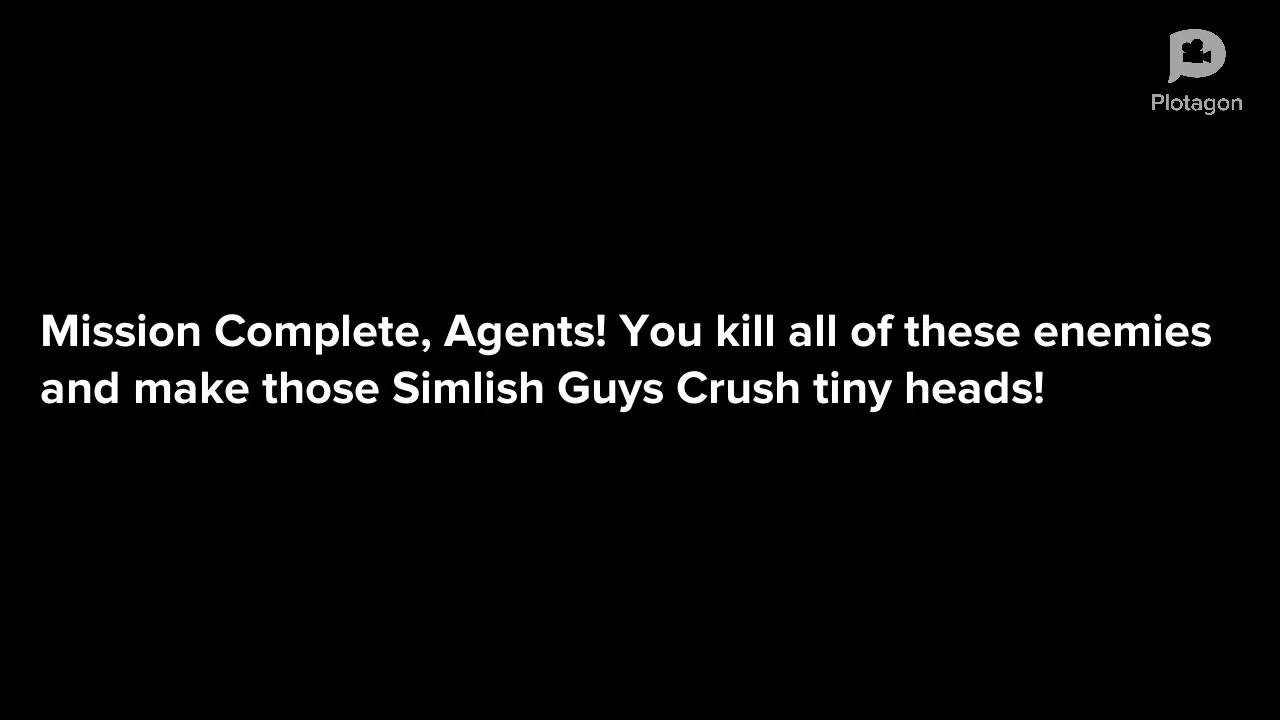 Plotagon
Mission Complete, Agents! You kill all of these enemies
and make those Simlish Guys Crush tiny heads!